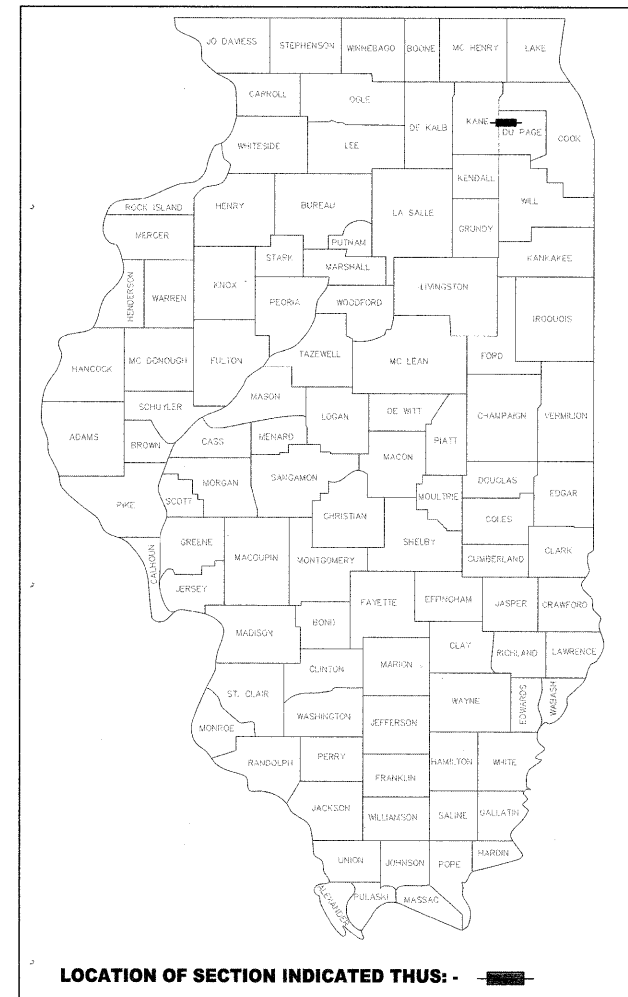 JO DAVIESS STEPHENSON WINNEBAGO BOONE MC HENRY LAKE
CARROLL OGLE DE KALB KANE DU PAGE COOK
WHITESIDE LEE
KENDALL
ROCK ISLAND HENRY BUREAU LA SALLE GRUNDY WILL
MERCER PUTNAM
STARK MARSHALL KANKAKEE
HENDERSON WARREN KNOX PEORIA WOODFORD LIVINGSTON IROQUOIS
HANCOCK MC DONOUGH FULTON TAZEWELL MC LEAN FORD
SCHUYLER MASON LOGAN DE WITT CHAMPAIGN VERMILION
ADAMS BROWN CASS MENARD MACON PIATT
MORGAN SANGAMON DOUGLAS
PIKE SCOTT CHRISTIAN MOULTRIE COLES EDGAR
CALHOUN GREENE MACOUPIN MONTGOMERY SHELBY CUMBERLAND CLARK
JERSEY FAYETTE EFFINGHAM JASPER CRAWFORD
MADISON BOND
CLAY RICHLAND LAWRENCE
CLINTON MARION
ST. CLAIR WAYNE EDWARDS WABASH
MONROE WASHINGTON JEFFERSON
RANDOLPH PERRY HAMILTON WHITE
FRANKLIN
JACKSON WILLIAMSON SALINE GALLATIN
UNION JOHNSON POPE HARDIN
ALEXANDER PULASKI MASSAC
LOCATION OF SECTION INDICATED THUS: -